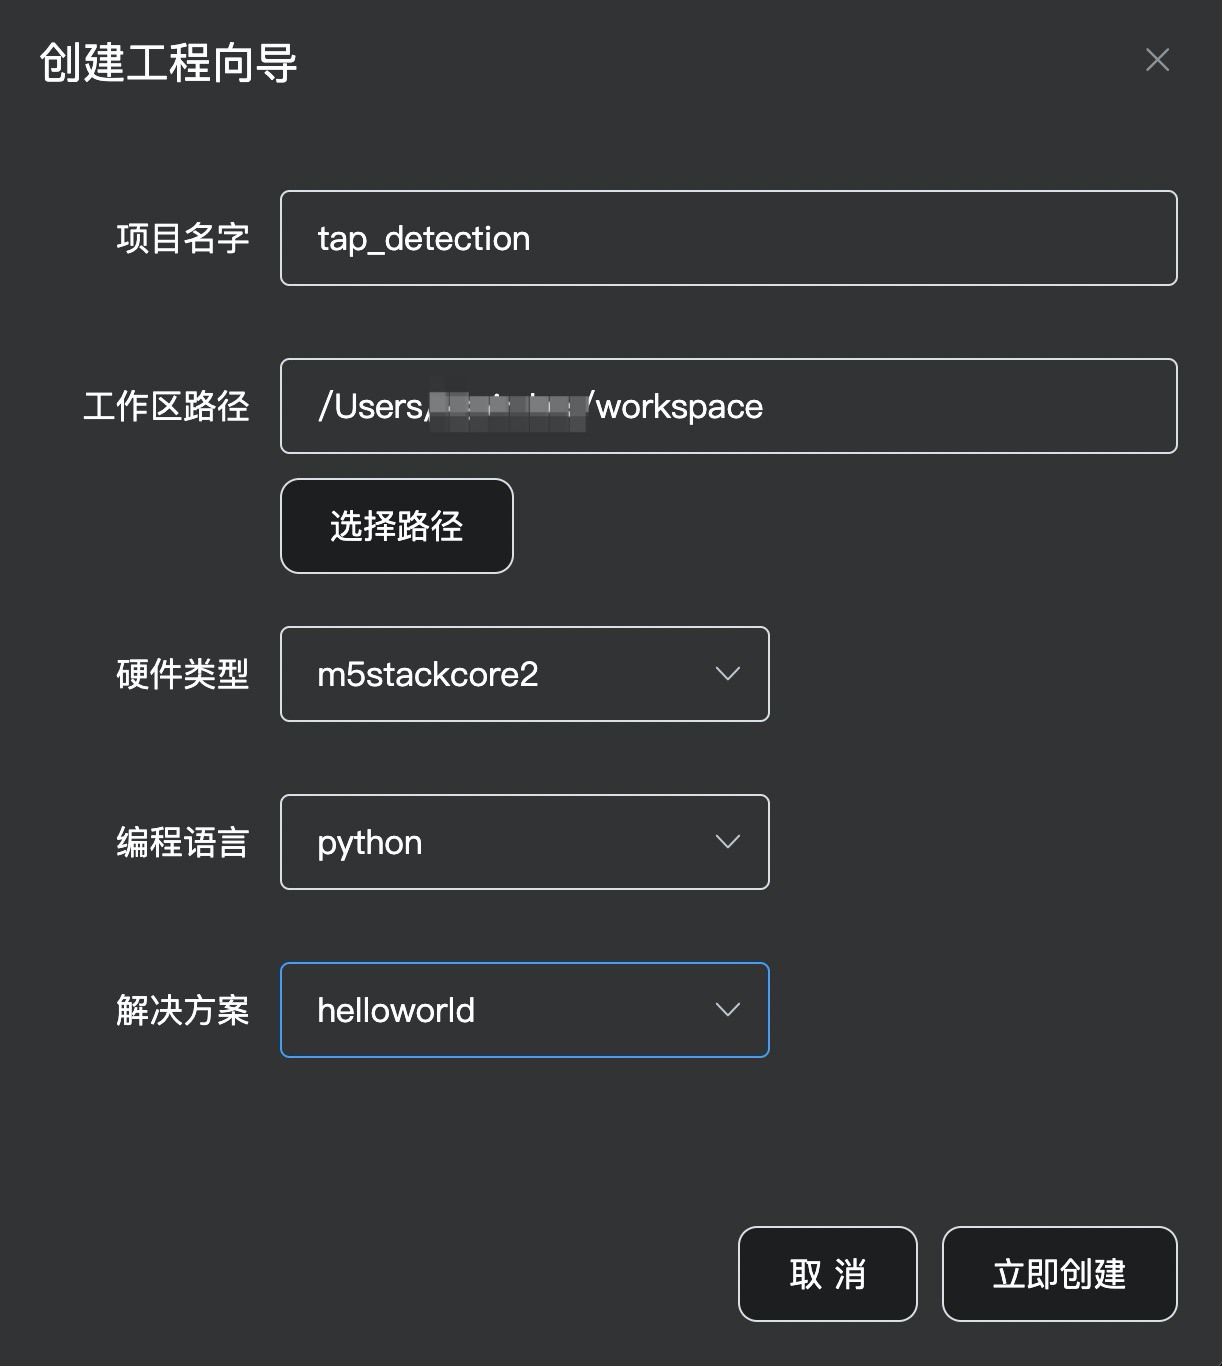 创建工程向导
项目名字 tap_detection
工作区路径 /Users/ /workspace
选择路径
硬件类型 m5stackcore2
编程语言 python
解决方案 helloworld
取 消 立即创建